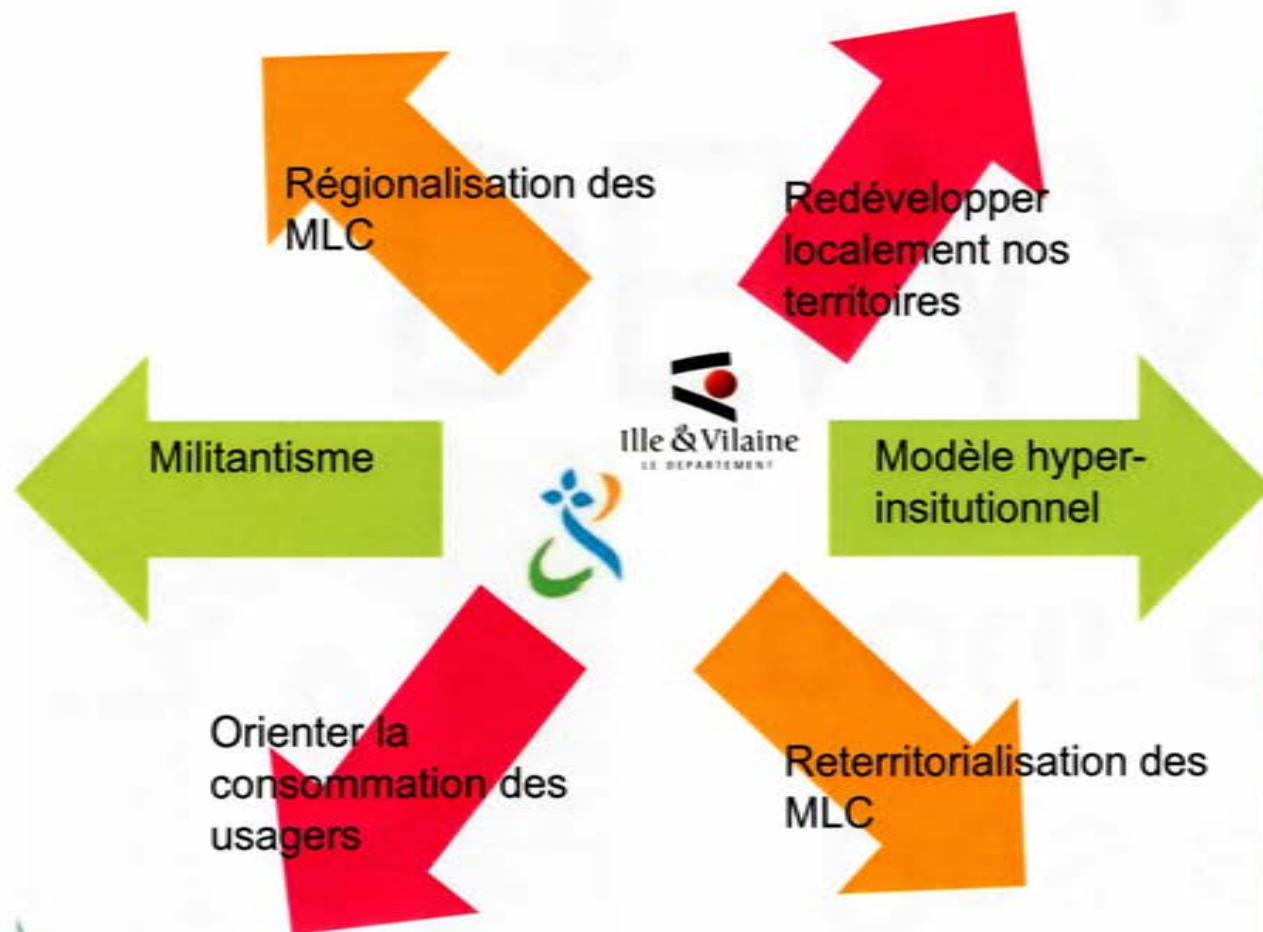 Régionalisation des
MLC
Redévelopper
localement nos
territoires
Ille & Vilaine
LE DEPARTEMENT
Militantisme
Modèle hyper-
insitutionnel
Orienter la
consommation des
usagers
Reterritorialisation des
MLC